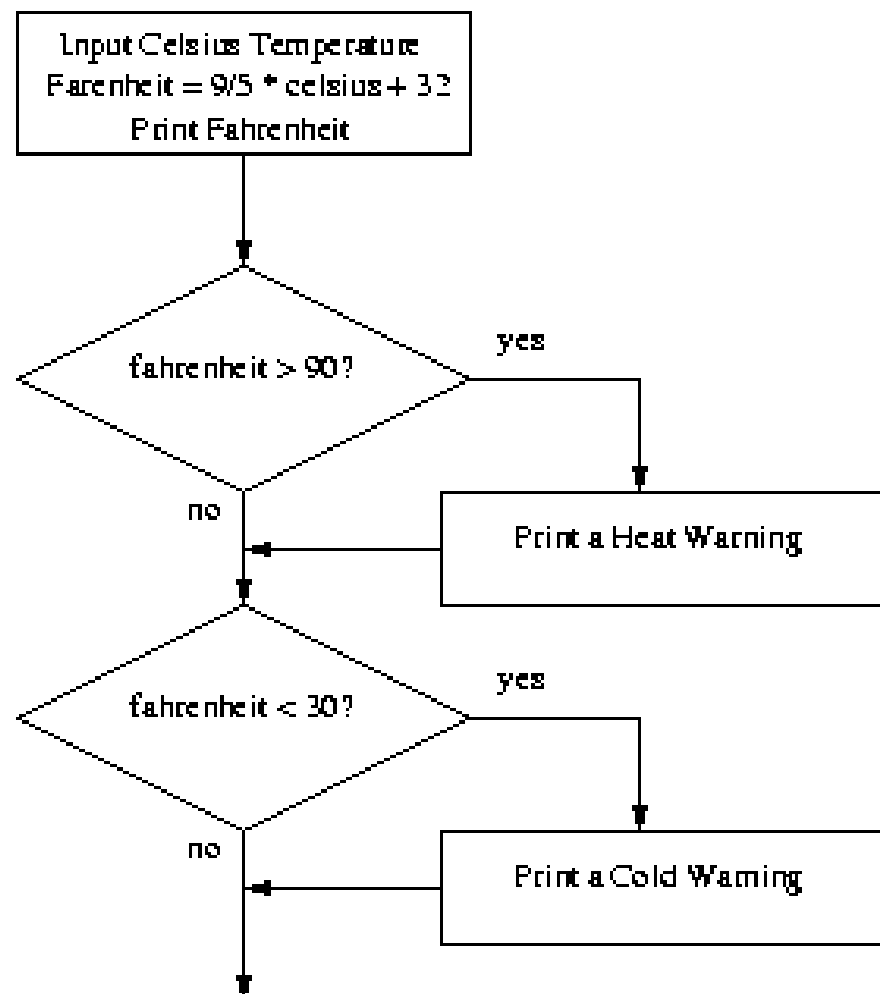 Input Celsius Temperature
Farenheit = 9/5 * celsius + 32
Print Fahrenheit
fahrenheit > 90?
yes
no
Print a Heat Warning
fahrenheit < 30?
yes
no
Print a Cold Warning